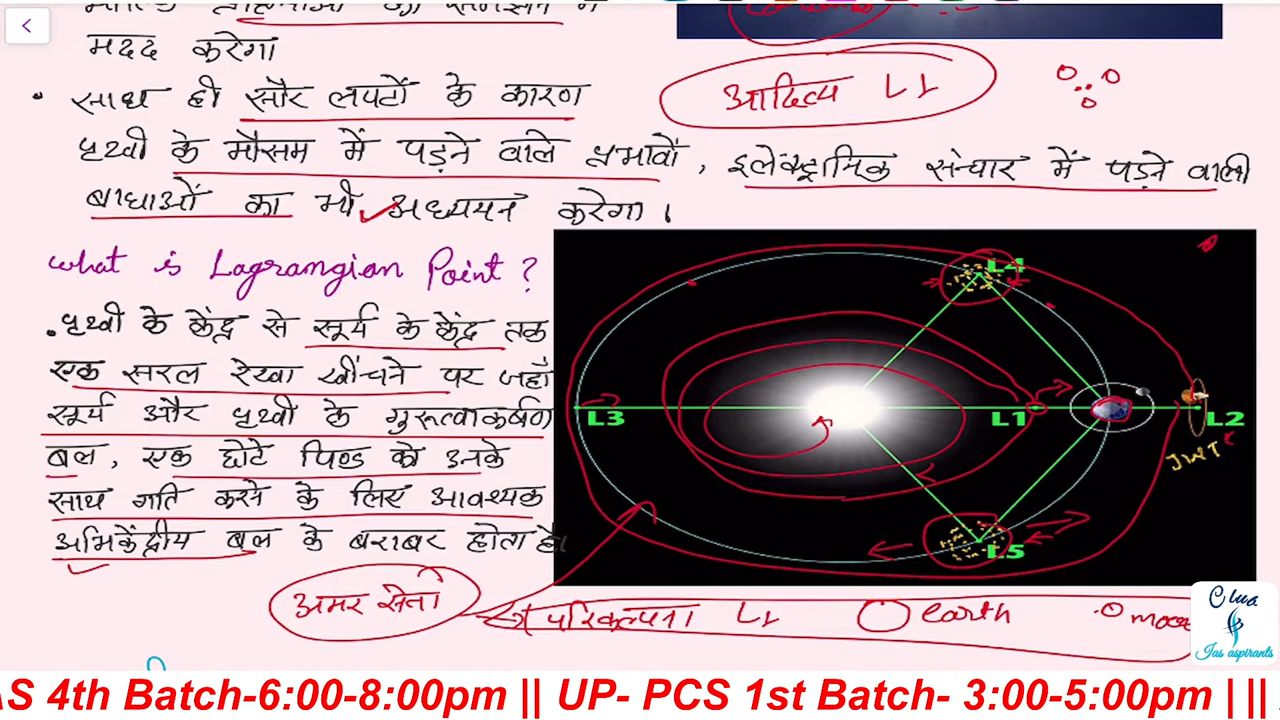 मदद करेगा
• साथ ही सौर लपटों के कारण
पृथ्वी के मौसम में पड़ने वाले प्रभावों, इलेक्ट्रानिक संचार में पड़ने वाली
बाधाओं का भी अध्ययन करेगा।
आदित्य L1
What is Lagrangian Point?
• पृथ्वी के केंद्र से सूर्य के केंद्र तक
एक सरल रेखा खींचने पर जहाँ
सूर्य और पृथ्वी के गुरुत्वाकर्षण
बल, एक छोटे पिण्ड को उनके
साथ गति करने के लिए आवश्यक
अभिकेंद्रीय बल के बराबर होता है।
L4
L3
L1
L2
JWT
L5
परिकल्पना L1
earth
Clue
Ias aspirants
AS 4th Batch-6:00-8:00pm || UP- PCS 1st Batch- 3:00-5:00pm | ||